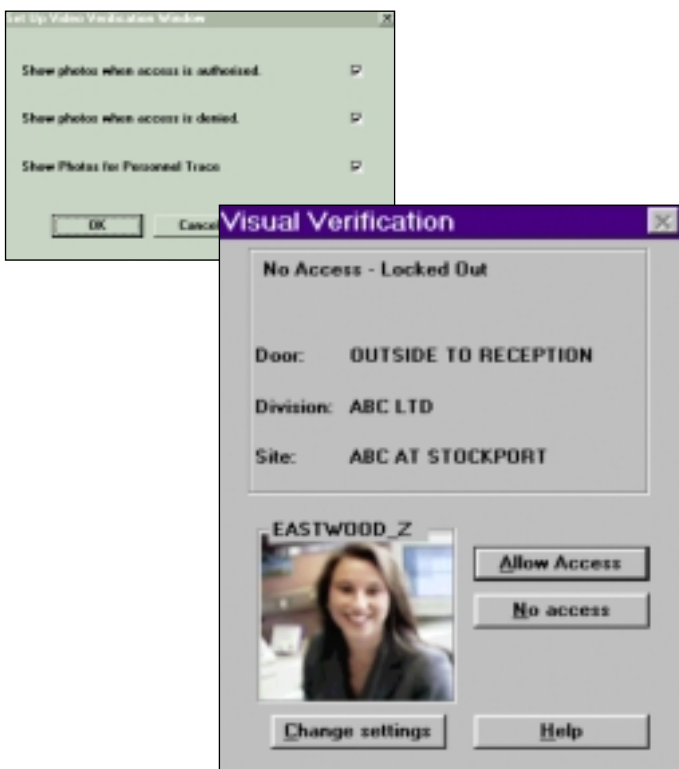 Set Up Video Verification Window
Show photos when access is authorised.
Show photos when access is denied.
Show Photos for Personnel Trace
OK
Cancel
Visual Verification
No Access - Locked Out
Door: OUTSIDE TO RECEPTION
Division: ABC LTD
Site: ABC AT STOCKPORT
EASTWOOD_Z
Allow Access
No access
Change settings
Help